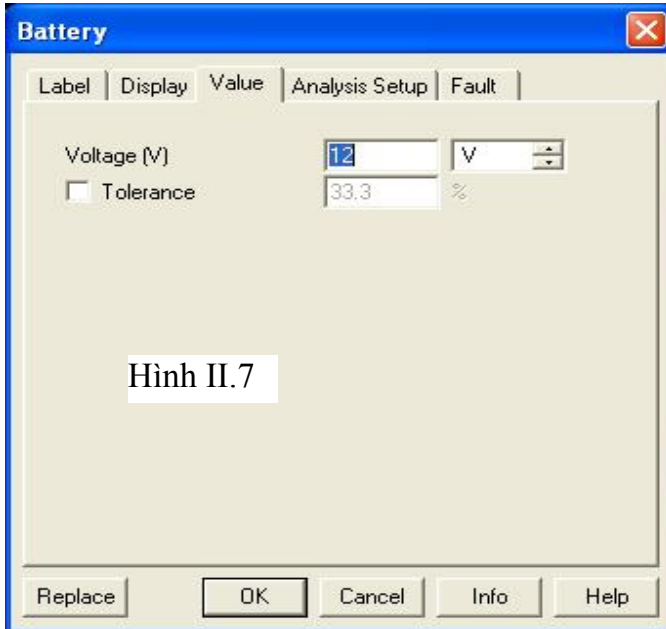 Battery
Label Display Value Analysis Setup Fault
Voltage (V) 12 V
Tolerance 33.3 %
Hình II.7
Replace OK Cancel Info Help